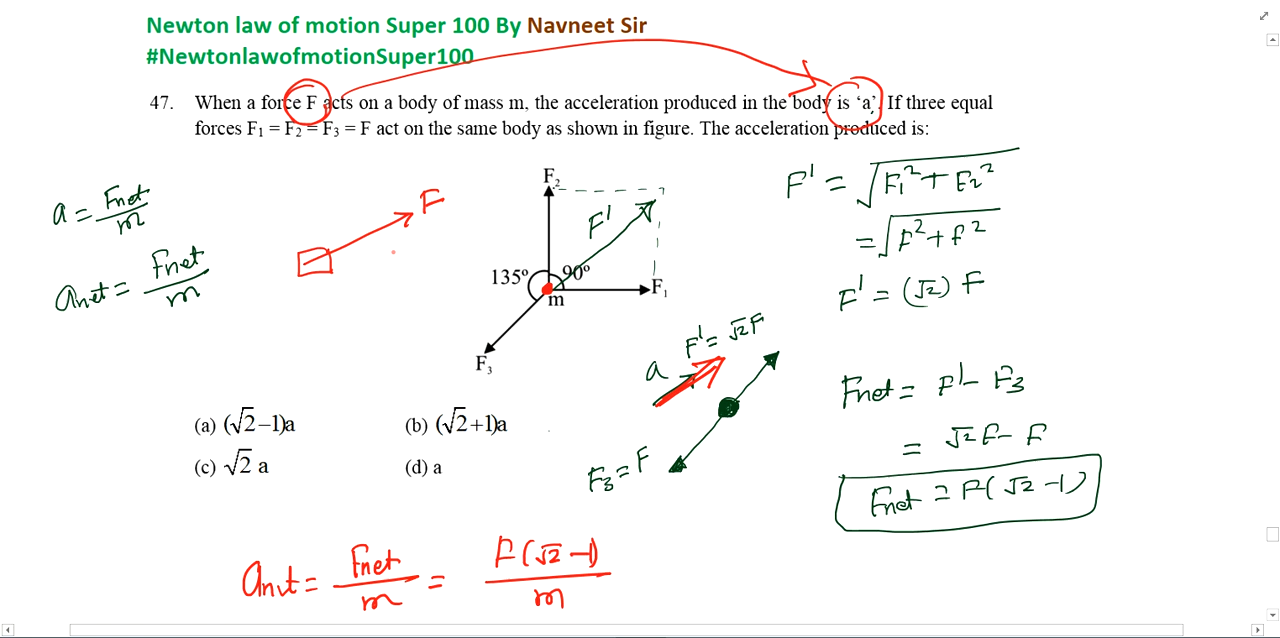 Newton law of motion Super 100 By Navneet Sir
#NewtonlawofmotionSuper100
47. When a force F acts on a body of mass m, the acceleration produced in the body is ‘a’. If three equal
forces F₁ = F₂ = F₃ = F act on the same body as shown in figure. The acceleration produced is:
a = Fnet/m
anet = Fnet/m
F
F₂
F'
135°
90°
F₁
m
F₃
F' = √F₁² + F₂²
= √F² + F²
F' = (√2) F
a
F' = √2F
F₃ = F
Fnet = F' - F₃
= √2 F - F
Fnet = F(√2 -1)
(a) (√2−1)a
(b) (√2+1)a
(c) √2 a
(d) a
anet = Fnet/m = F(√2 -1)/m